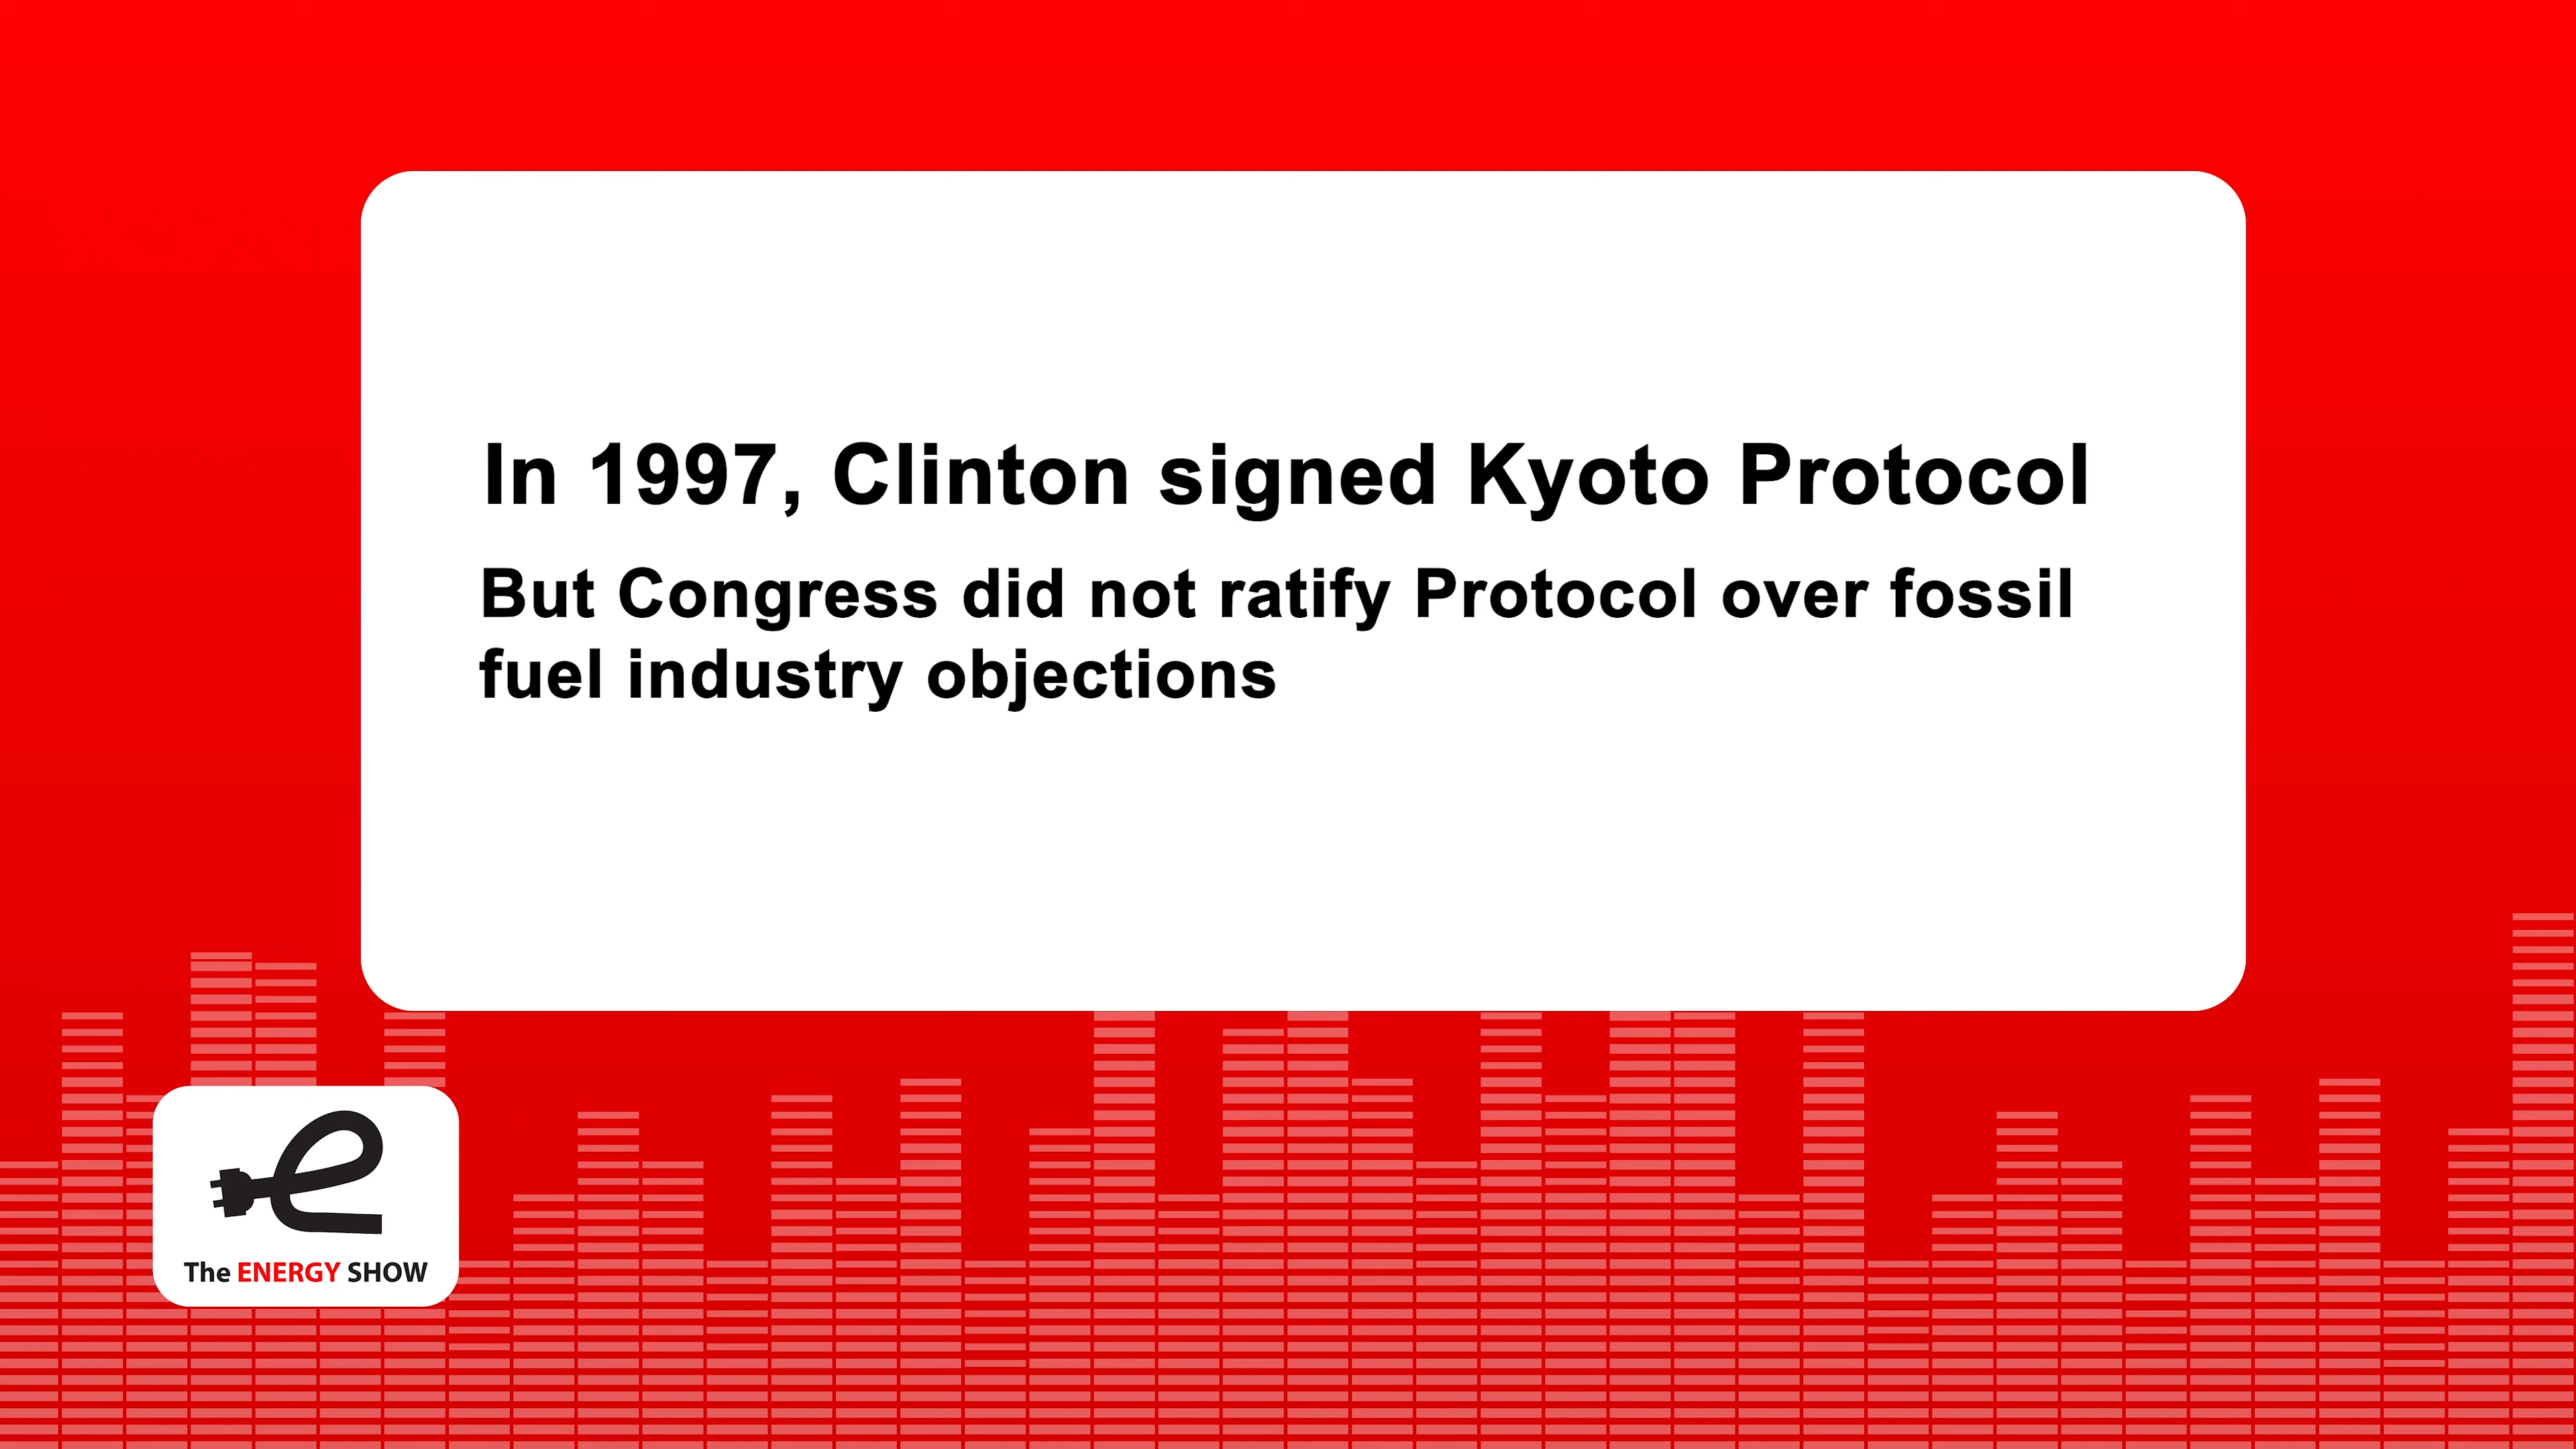 In 1997, Clinton signed Kyoto Protocol
But Congress did not ratify Protocol over fossil
fuel industry objections
The ENERGY SHOW